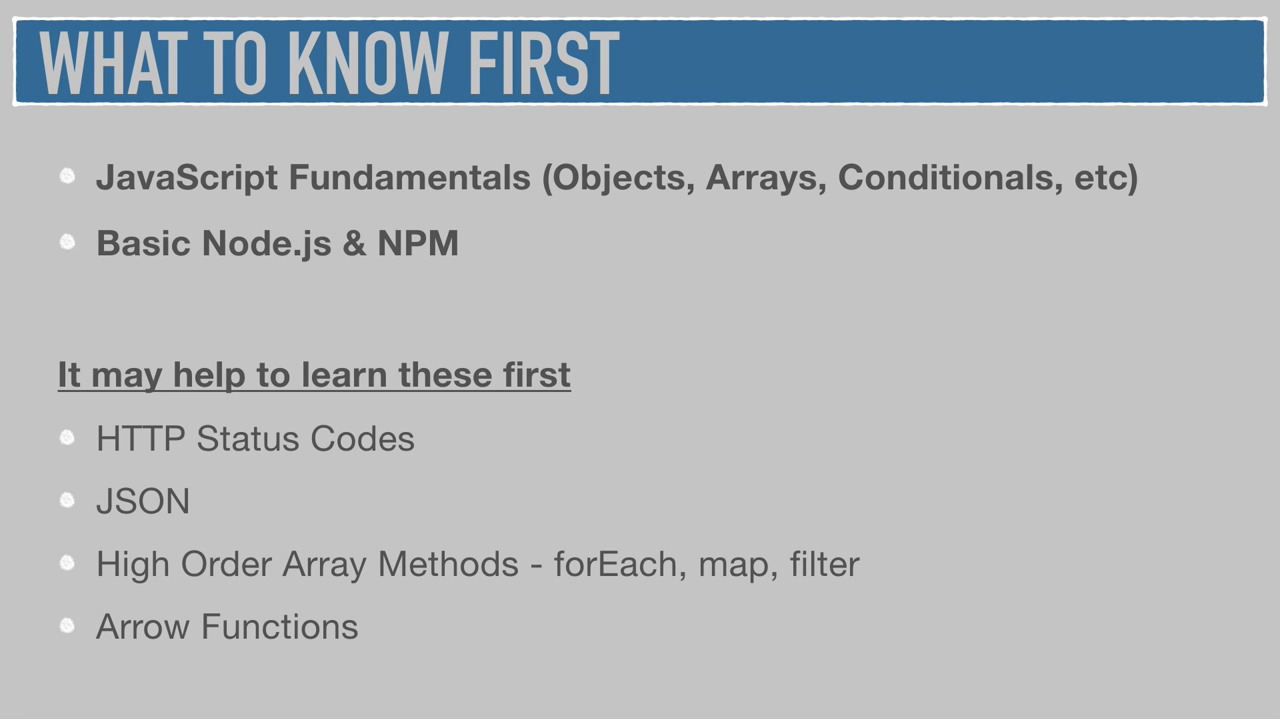 WHAT TO KNOW FIRST
JavaScript Fundamentals (Objects, Arrays, Conditionals, etc)
Basic Node.js & NPM
It may help to learn these first
HTTP Status Codes
JSON
High Order Array Methods - forEach, map, filter
Arrow Functions